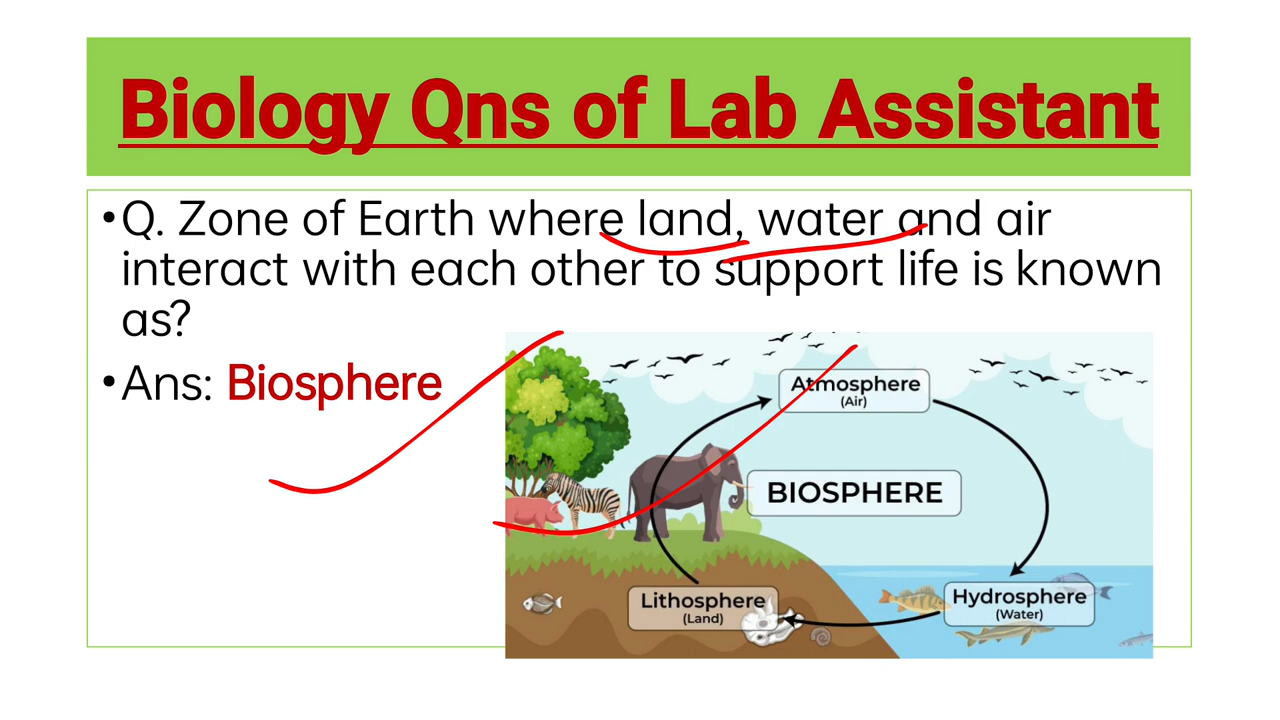 Biology Qns of Lab Assistant
•Q. Zone of Earth where land, water and air
interact with each other to support life is known
as?
•Ans: Biosphere
Atmosphere
(Air)
BIOSPHERE
Lithosphere
(Land)
Hydrosphere
(Water)